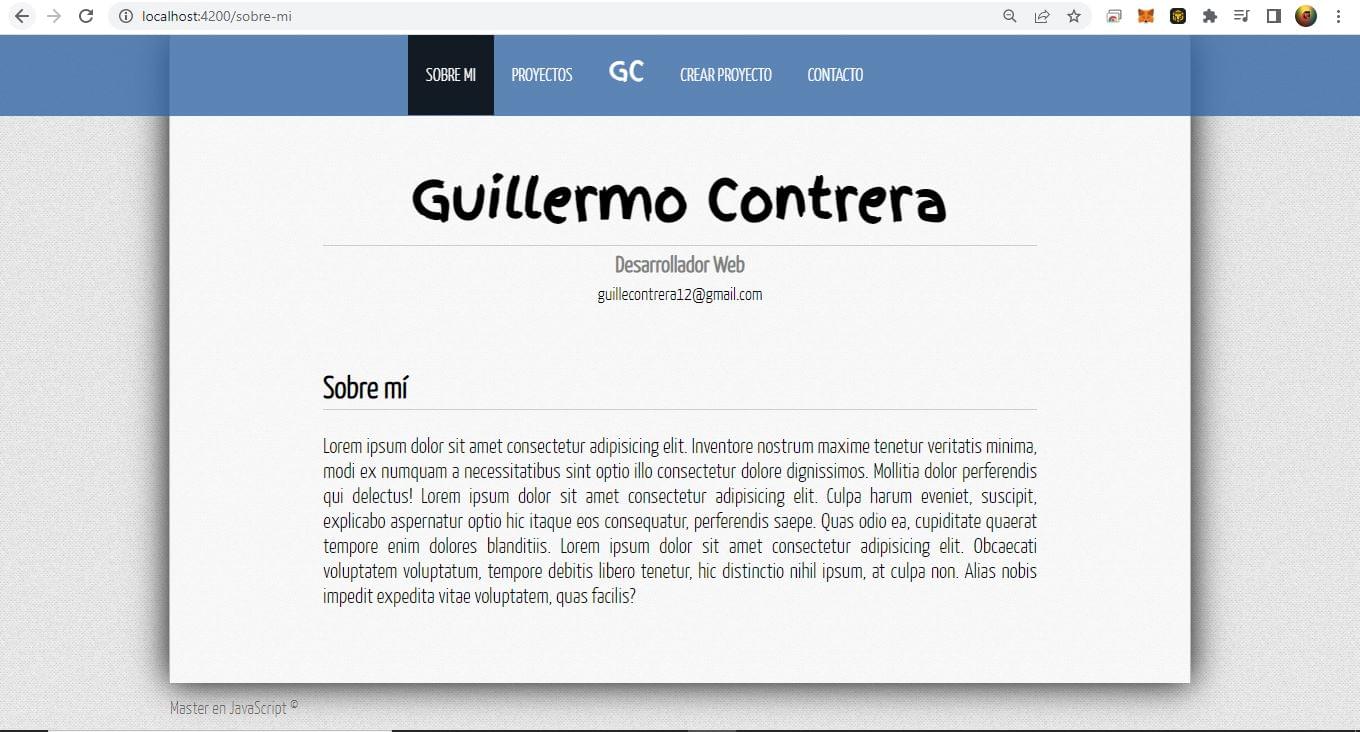 localhost:4200/sobre-mi
SOBRE MI PROYECTOS GC CREAR PROYECTO CONTACTO
Guillermo Contrera
Desarrollador Web
guillecontrera12@gmail.com
Sobre mí
Lorem ipsum dolor sit amet consectetur adipisicing elit. Inventore nostrum maxime tenetur veritatis minima,
modi ex numquam a necessitatibus sint optio illo consectetur dolore dignissimos. Mollitia dolor perferendis
qui delectus! Lorem ipsum dolor sit amet consectetur adipisicing elit. Culpa harum eveniet, suscipit,
explicabo aspernatur optio hic itaque eos consequatur, perferendis saepe. Quas odio ea, cupiditate quaerat
tempore enim dolores blanditiis. Lorem ipsum dolor sit amet consectetur adipisicing elit. Obcaecati
voluptatem voluptatum, tempore debitis libero tenetur, hic distinctio nihil ipsum, at culpa non. Alias nobis
impedit expedita vitae voluptatem, quas facilis?
Master en JavaScript ©